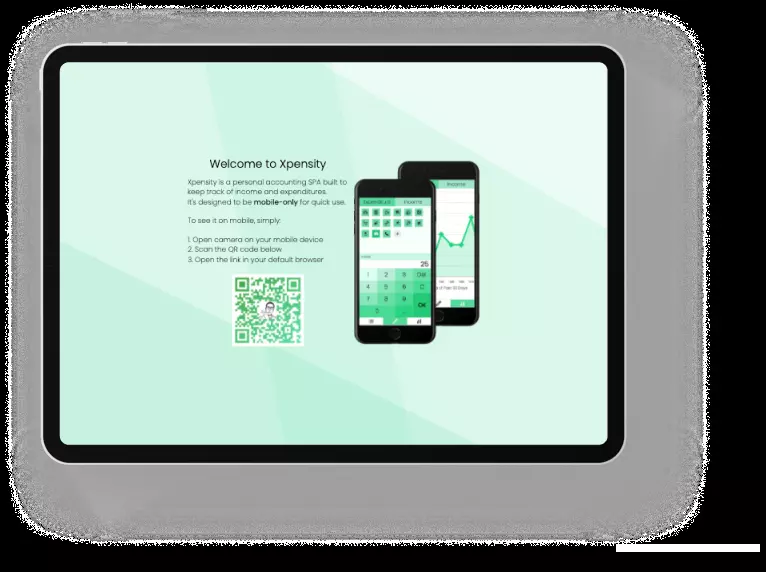 Welcome to Xpensity
Xpensity is a personal accounting SPA built to
keep track of income and expenditures.
It's designed to be mobile-only for quick use.
To see it on mobile, simply:
1. Open camera on your mobile device
2. Scan the QR code below
3. Open the link in your default browser
Income
25
1 2 3 Del
4 5 6 C
7 8 9
OK
0 .